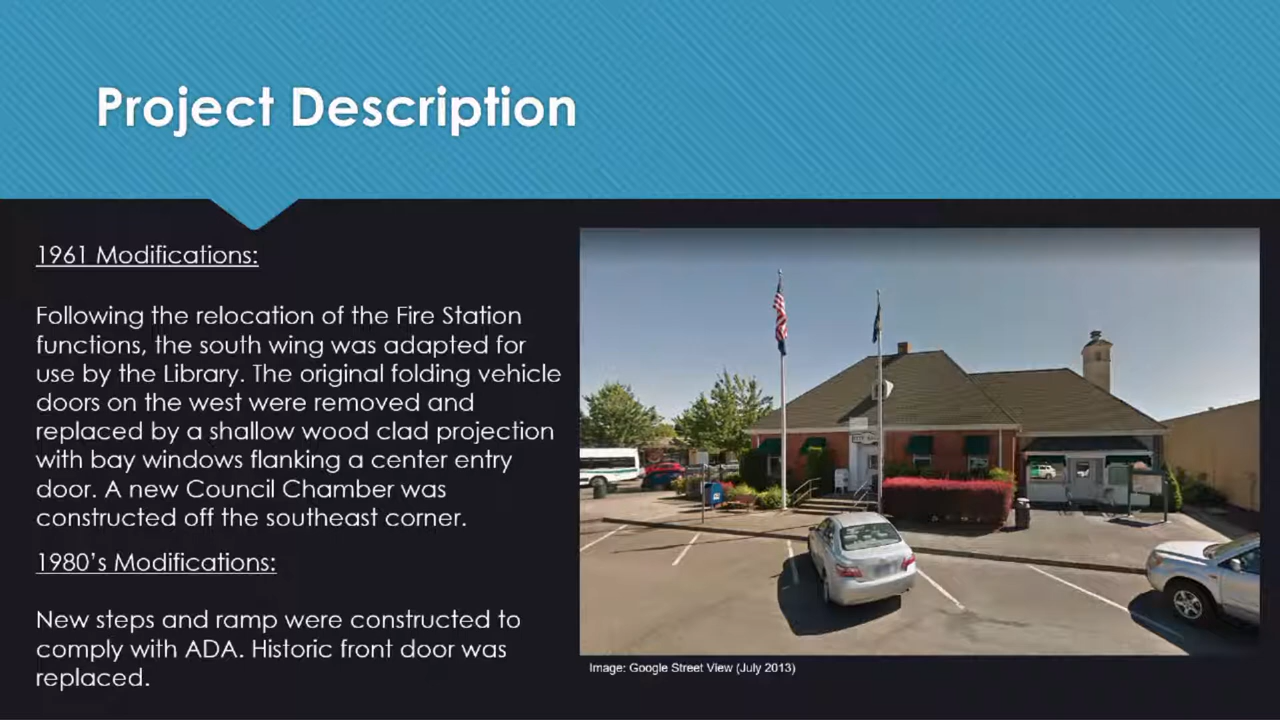 Project Description
1961 Modifications:
Following the relocation of the Fire Station
functions, the south wing was adapted for
use by the Library. The original folding vehicle
doors on the west were removed and
replaced by a shallow wood clad projection
with bay windows flanking a center entry
door. A new Council Chamber was
constructed off the southeast corner.
1980's Modifications:
New steps and ramp were constructed to
comply with ADA. Historic front door was
replaced.
Image: Google Street View (July 2013)